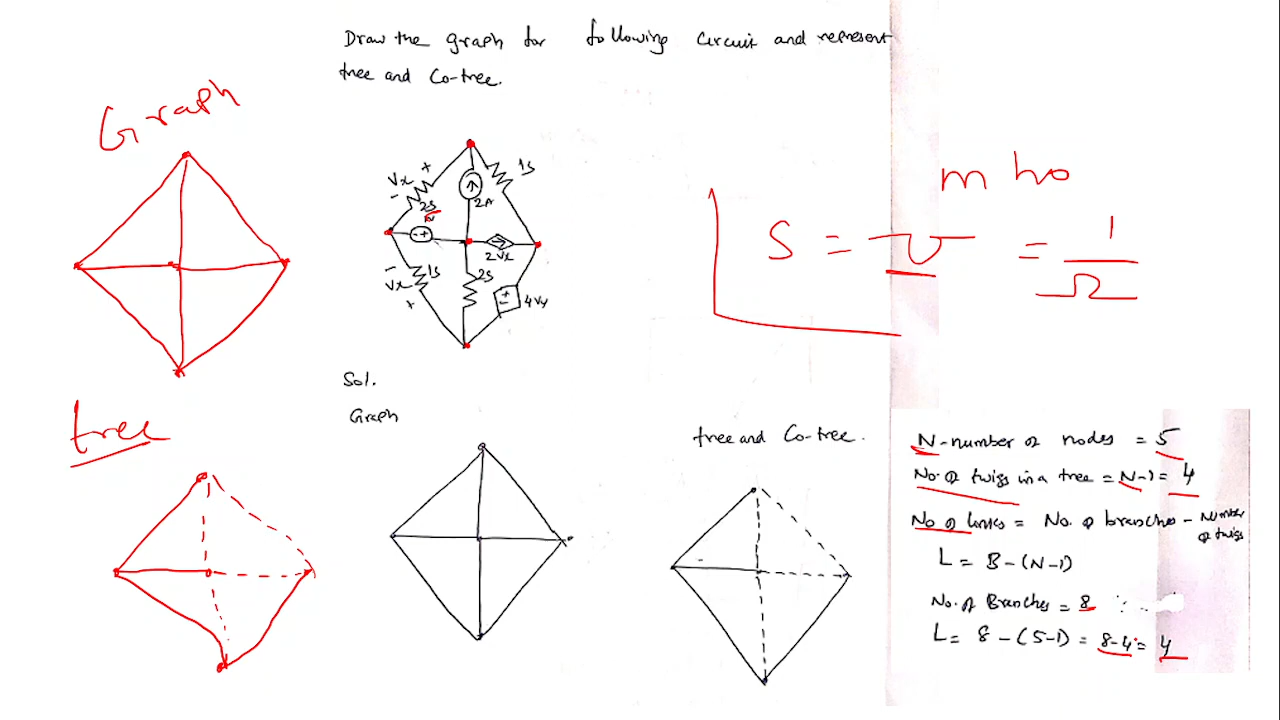 Draw the graph for following circuit and represent
tree and Co-tree.
Graph
Vx
+
-
2S
2A
1S
- +
2Vx
-
Vx
+
1S
2S
+
-
4Vy
mho
S = ℧ = 1/Ω
Sol.
Graph
tree
tree and Co-tree.
N-number of nodes = 5
No. of twigs in a tree = N-1 = 4
No of links = No. of branches - Number of twigs
L = B-(N-1)
No. of Branches = 8
L = 8 - (5-1) = 8-4 = 4